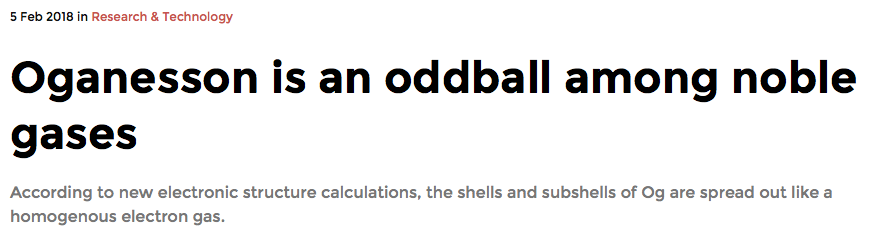 5 Feb 2018 in Research & Technology
Oganesson is an oddball among noble
gases
According to new electronic structure calculations, the shells and subshells of Og are spread out like a
homogenous electron gas.